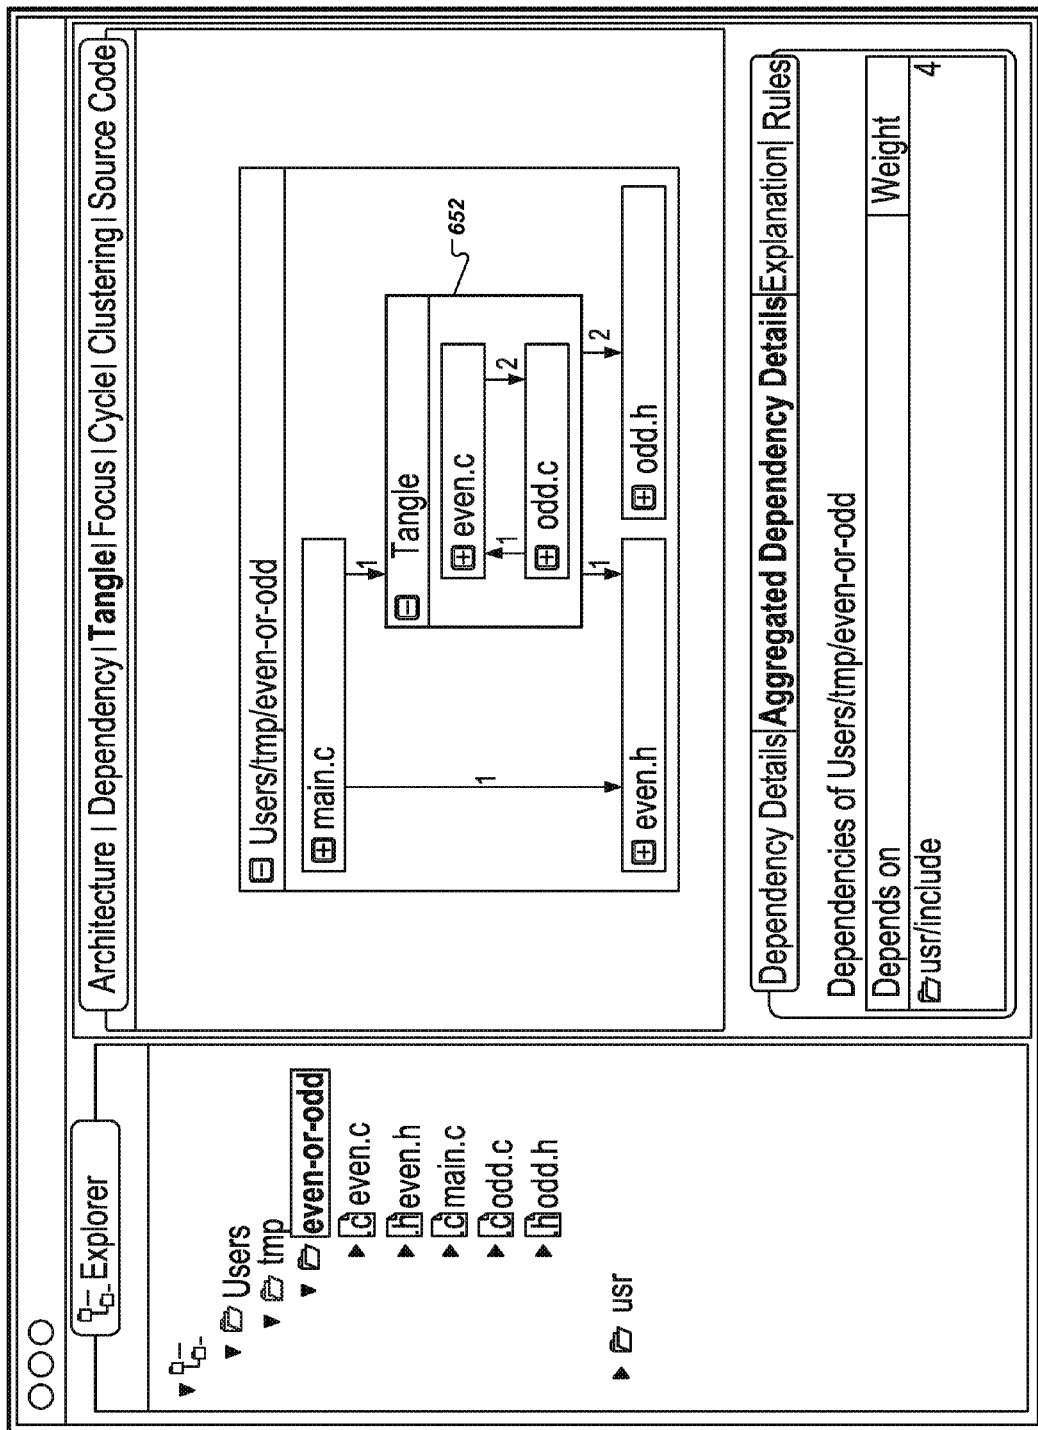 Explorer
Users
tmp
even-or-odd
.c even.c
.h even.h
.c main.c
.c odd.c
.h odd.h
usr
Architecture | Dependency | Tangle | Focus | Cycle | Clustering | Source Code
Users/tmp/even-or-odd
main.c
1
Tangle
652
even.c
1
2
odd.c
1
1
2
even.h
odd.h
Dependency Details | Aggregated Dependency Details | Explanation | Rules
Dependencies of Users/tmp/even-or-odd
Depends on Weight
usr/include 4